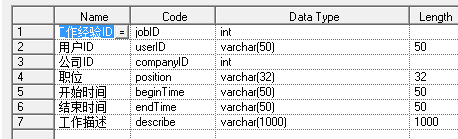 Name Code Data Type Length
1 工作经验ID = jobID int
2 用户ID userID varchar(50) 50
3 公司ID companyID int
4 职位 position varchar(32) 32
5 开始时间 beginTime varchar(50) 50
6 结束时间 endTime varchar(50) 50
7 工作描述 describe varchar(1000) 1000